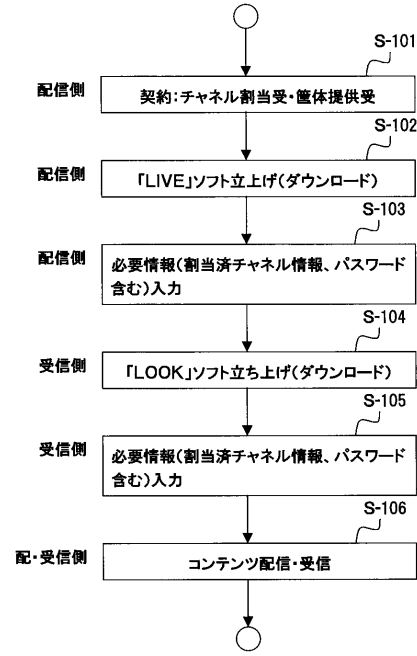 S-101
配信側
契約:チャネル割当受・筐体提供受
S-102
配信側
「LIVE」ソフト立上げ(ダウンロード)
S-103
配信側
必要情報(割当済チャネル情報、パスワード
含む)入力
S-104
受信側
「LOOK」ソフト立ち上げ(ダウンロード)
S-105
受信側
必要情報(割当済チャネル情報、パスワード
含む)入力
S-106
配・受信側
コンテンツ配信・受信